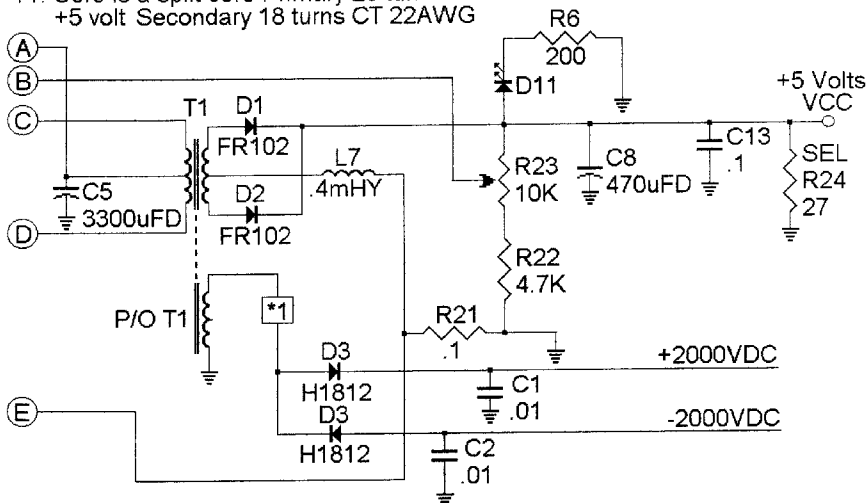 +5 volt Secondary 18 turns CT 22AWG
A
B
C
D
E
R6
200
D11
+5 Volts
VCC
T1
D1
FR102
D2
FR102
L7
.4mHY
C5
3300uFD
R23
10K
C8
470uFD
C13
.1
SEL
R24
27
R22
4.7K
P/O T1
*1
R21
.1
D3
H1812
+2000VDC
C1
.01
D3
H1812
-2000VDC
C2
.01